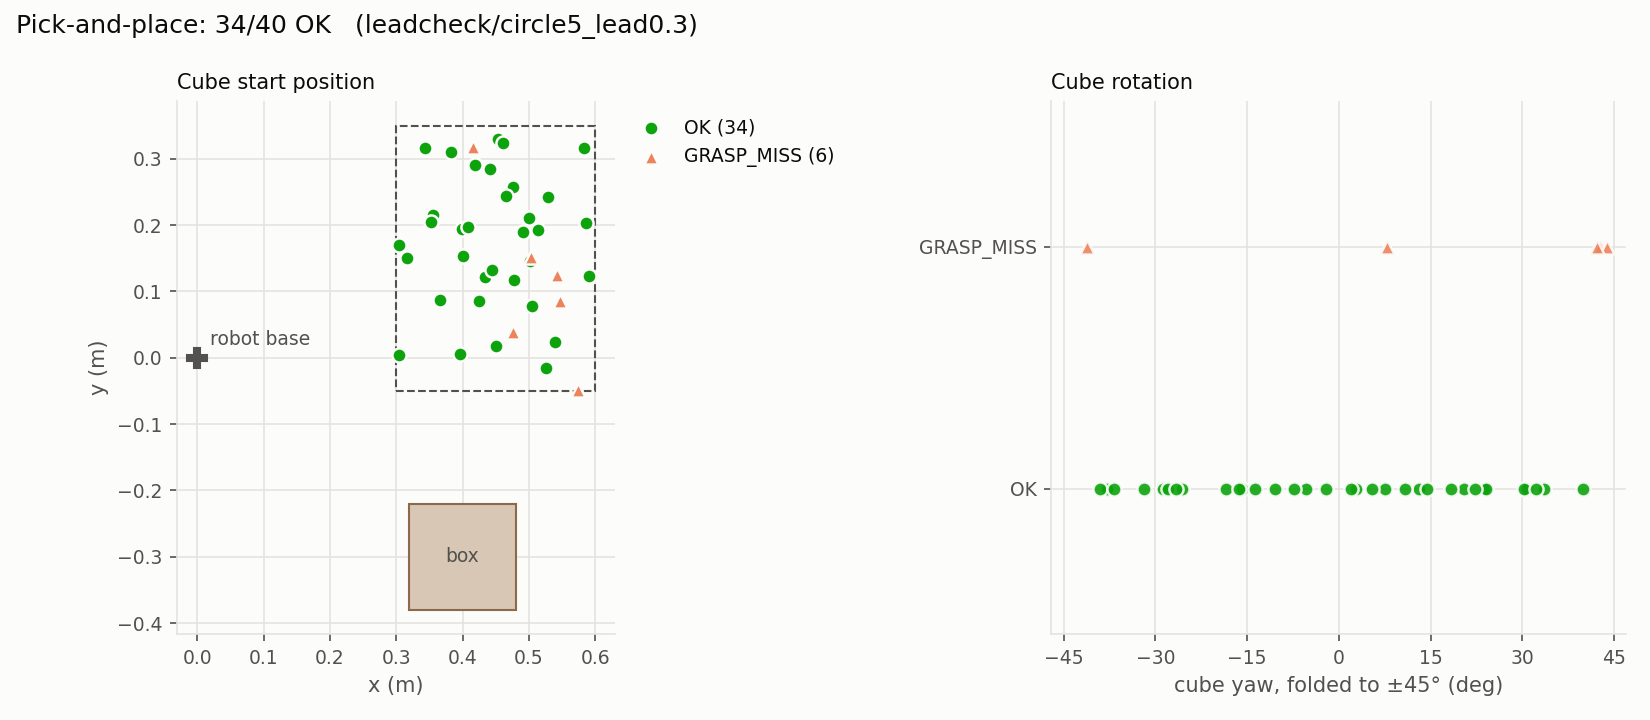 Pick-and-place: 34/40 OK (leadcheck/circle5_lead0.3)
Cube start position
OK (34)
GRASP_MISS (6)
robot base
box
0.3
0.2
0.1
0.0
−0.1
−0.2
−0.3
−0.4
y (m)
0.0 0.1 0.2 0.3 0.4 0.5 0.6
x (m)
Cube rotation
GRASP_MISS
OK
−45 −30 −15 0 15 30 45
cube yaw, folded to ±45° (deg)